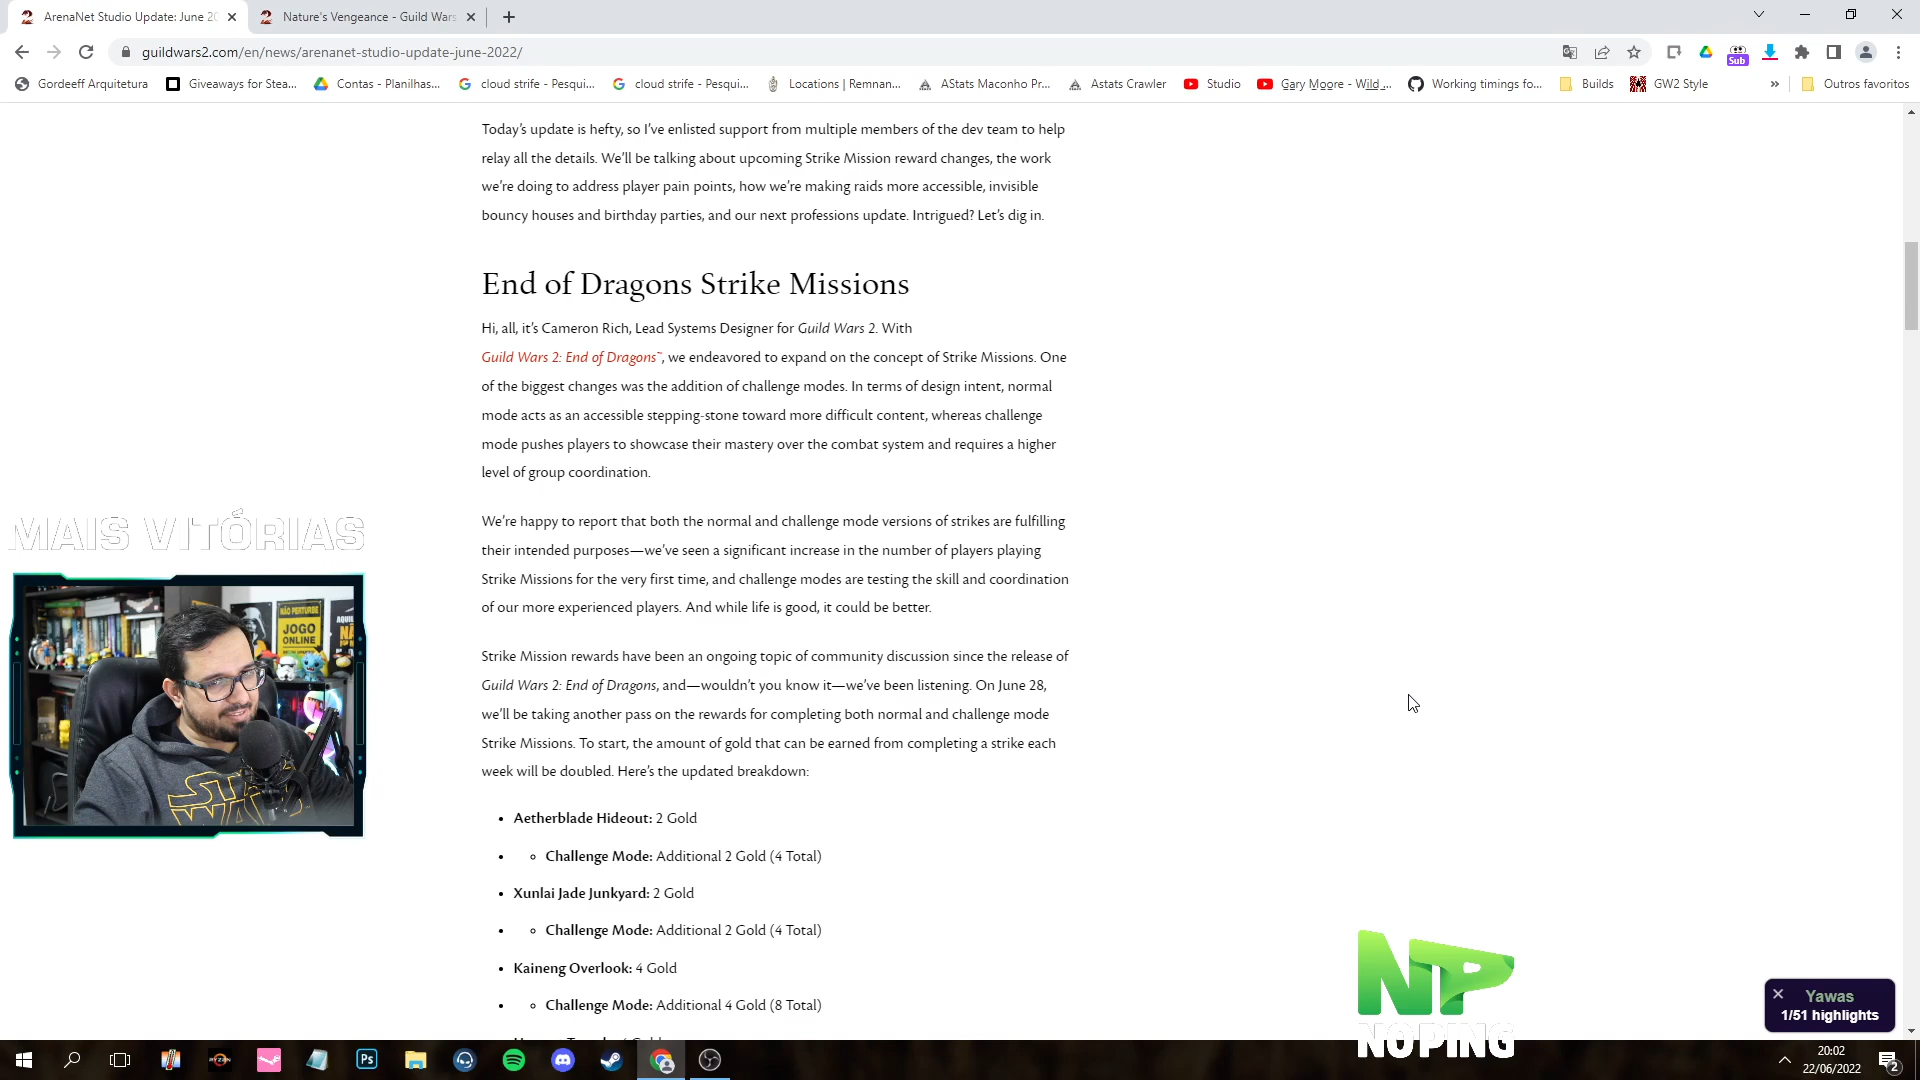 ArenaNet Studio Update: June 20
Nature's Vengeance - Guild Wars
guildwars2.com/en/news/arenanet-studio-update-june-2022/
Sub
Gordeeff Arquitetura
Giveaways for Stea...
Contas - Planilhas...
cloud strife - Pesqui...
cloud strife - Pesqui...
Locations | Remnan...
AStats Maconho Pr...
Astats Crawler
Studio
Gary Moore - Wild ...
Working timings fo...
Builds
GW2 Style
»
Outros favoritos
Today’s update is hefty, so I’ve enlisted support from multiple members of the dev team to help
relay all the details. We’ll be talking about upcoming Strike Mission reward changes, the work
we’re doing to address player pain points, how we’re making raids more accessible, invisible
bouncy houses and birthday parties, and our next professions update. Intrigued? Let’s dig in.
End of Dragons Strike Missions
Hi, all, it’s Cameron Rich, Lead Systems Designer for Guild Wars 2. With
Guild Wars 2: End of Dragons™, we endeavored to expand on the concept of Strike Missions. One
of the biggest changes was the addition of challenge modes. In terms of design intent, normal
mode acts as an accessible stepping-stone toward more difficult content, whereas challenge
mode pushes players to showcase their mastery over the combat system and requires a higher
level of group coordination.
We’re happy to report that both the normal and challenge mode versions of strikes are fulfilling
their intended purposes—we’ve seen a significant increase in the number of players playing
Strike Missions for the very first time, and challenge modes are testing the skill and coordination
of our more experienced players. And while life is good, it could be better.
Strike Mission rewards have been an ongoing topic of community discussion since the release of
Guild Wars 2: End of Dragons, and—wouldn’t you know it—we’ve been listening. On June 28,
we’ll be taking another pass on the rewards for completing both normal and challenge mode
Strike Missions. To start, the amount of gold that can be earned from completing a strike each
week will be doubled. Here’s the updated breakdown:
• Aetherblade Hideout: 2 Gold
• ◦ Challenge Mode: Additional 2 Gold (4 Total)
• Xunlai Jade Junkyard: 2 Gold
• ◦ Challenge Mode: Additional 2 Gold (4 Total)
• Kaineng Overlook: 4 Gold
• ◦ Challenge Mode: Additional 4 Gold (8 Total)
MAIS VITÓRIAS
NÃO PERTURBE
JOGO
ONLINE
STAR
WARS
NP
NOPING
Yawas
1/51 highlights
Ps
20:02
22/06/2022
2